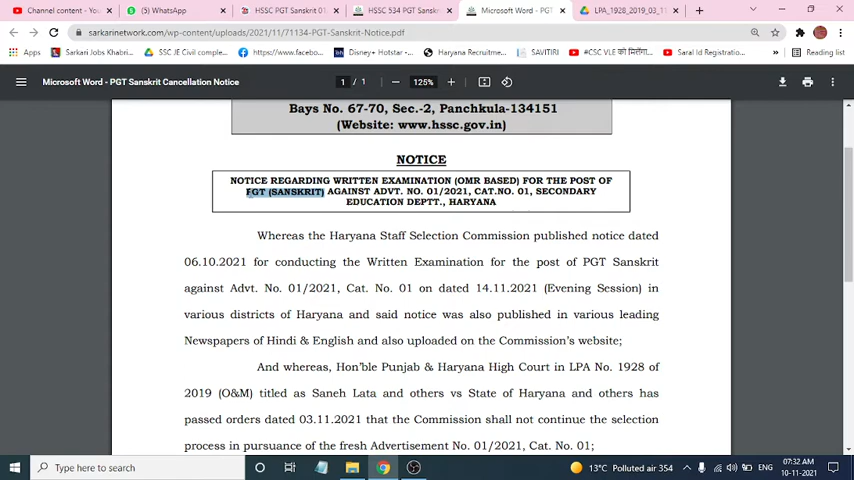 Channel content - YouT
(5) WhatsApp
HSSC PGT Sanskrit 01
HSSC 534 PGT Sanskri
Microsoft Word - PGT
LPA_1928_2019_03_11
sarkarinetwork.com/wp-content/uploads/2021/11/71134-PGT-Sanskrit-Notice.pdf
Apps
Sarkari Jobs Khabri
SSC JE Civil complet...
https://www.facebo...
Disney+ Hotstar -...
Haryana Recruitme...
SAVITIRI
#CSC VLE को मिलेंगा...
Saral Id Registratio...
»
Reading list
Microsoft Word - PGT Sanskrit Cancellation Notice
1 / 1
125%
Bays No. 67-70, Sec.-2, Panchkula-134151
(Website: www.hssc.gov.in)
NOTICE
NOTICE REGARDING WRITTEN EXAMINATION (OMR BASED) FOR THE POST OF
PGT (SANSKRIT) AGAINST ADVT. NO. 01/2021, CAT.NO. 01, SECONDARY
EDUCATION DEPTT., HARYANA
Whereas the Haryana Staff Selection Commission published notice dated
06.10.2021 for conducting the Written Examination for the post of PGT Sanskrit
against Advt. No. 01/2021, Cat. No. 01 on dated 14.11.2021 (Evening Session) in
various districts of Haryana and said notice was also published in various leading
Newspapers of Hindi & English and also uploaded on the Commission's website;
And whereas, Hon'ble Punjab & Haryana High Court in LPA No. 1928
of 2019 (O&M) titled as Saneh Lata and others vs State of Haryana and others has
passed orders dated 03.11.2021 that the Commission shall not continue the selection
process in pursuance of the fresh Advertisement No. 01/2021, Cat. No. 01;
Type here to search
13°C Polluted air 354
ENG
07:32 AM
10-11-2021